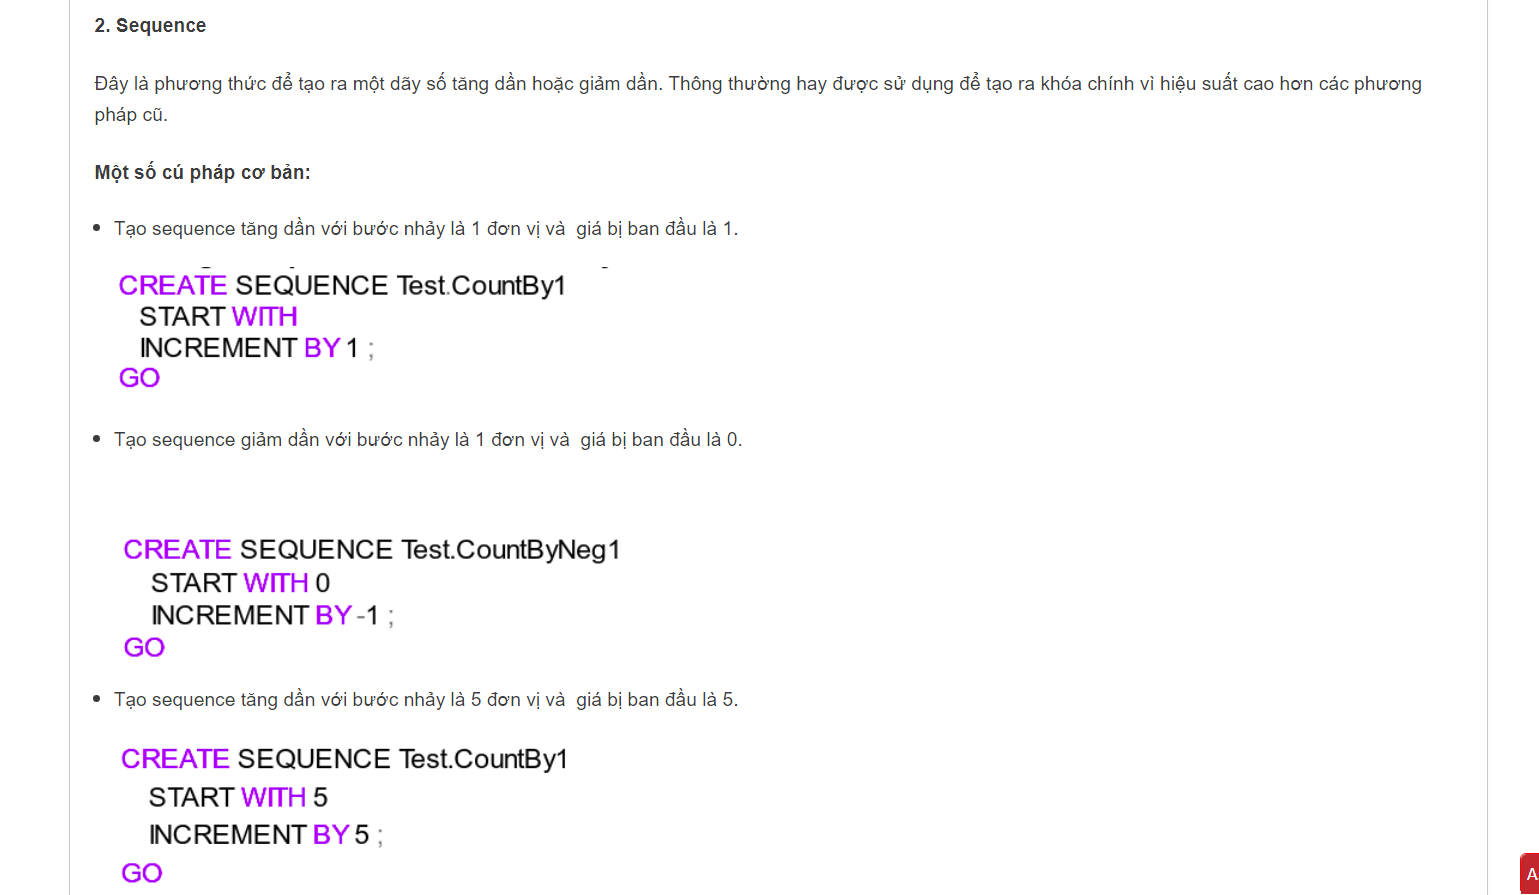 2. Sequence
Đây là phương thức để tạo ra một dãy số tăng dần hoặc giảm dần. Thông thường hay được sử dụng để tạo ra khóa chính vì hiệu suất cao hơn các phương
pháp cũ.
Một số cú pháp cơ bản:
• Tạo sequence tăng dần với bước nhảy là 1 đơn vị và  giá bị ban đầu là 1.
CREATE SEQUENCE Test.CountBy1
START WITH
INCREMENT BY 1 ;
GO
• Tạo sequence giảm dần với bước nhảy là 1 đơn vị và  giá bị ban đầu là 0.
CREATE SEQUENCE Test.CountByNeg1
START WITH 0
INCREMENT BY -1 ;
GO
• Tạo sequence tăng dần với bước nhảy là 5 đơn vị và  giá bị ban đầu là 5.
CREATE SEQUENCE Test.CountBy1
START WITH 5
INCREMENT BY 5 ;
GO
A